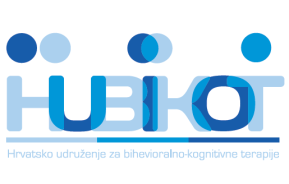 HUBIKOT
Hrvatsko udruženje za bihevioralno-kognitivne terapije